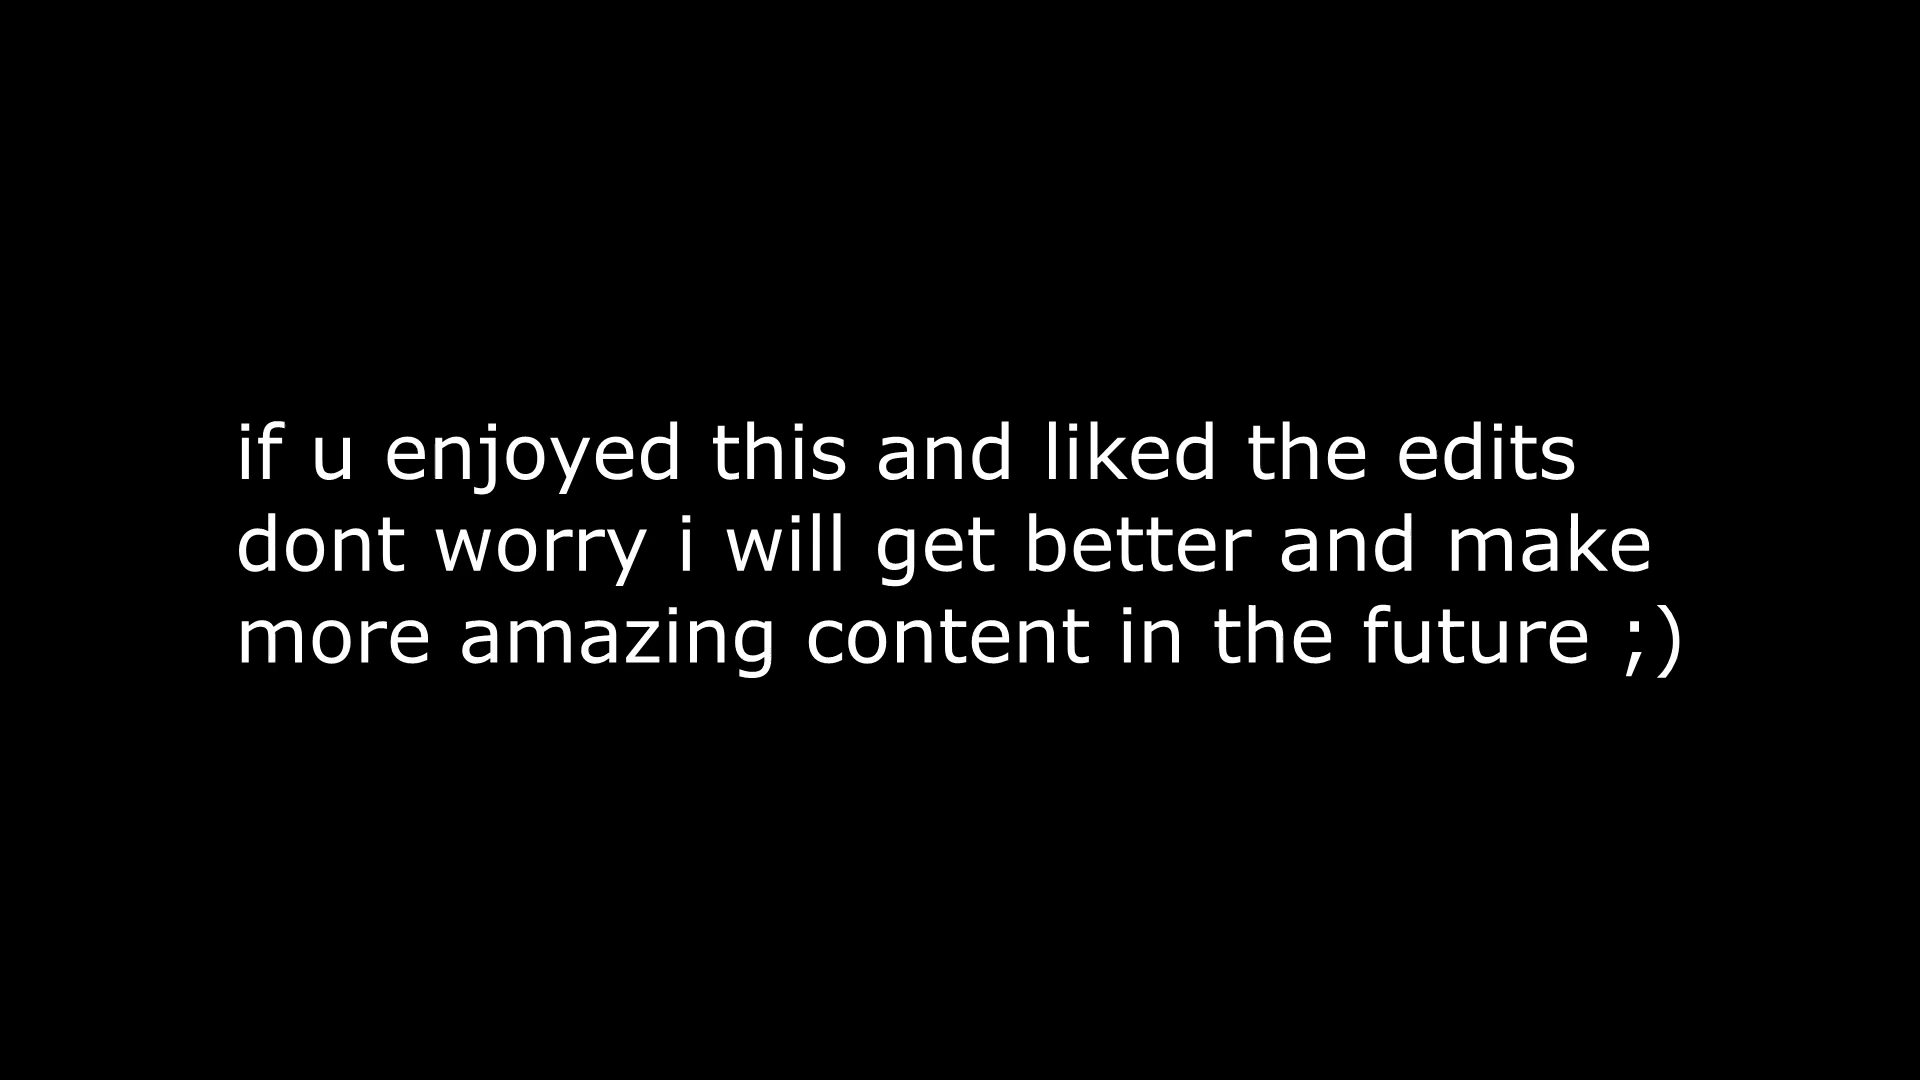 if u enjoyed this and liked the edits
dont worry i will get better and make
more amazing content in the future ;)